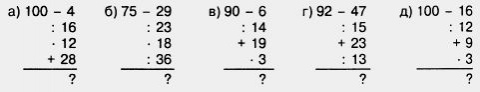 а) 100 – 4 б) 75 – 29 в) 90 – 6 г) 92 – 47 д) 100 – 16
: 16 : 23 : 14 : 15 : 12
· 12 · 18 + 19 + 23 + 9
+ 28 : 36 · 3 : 13 · 3
? ? ? ? ?